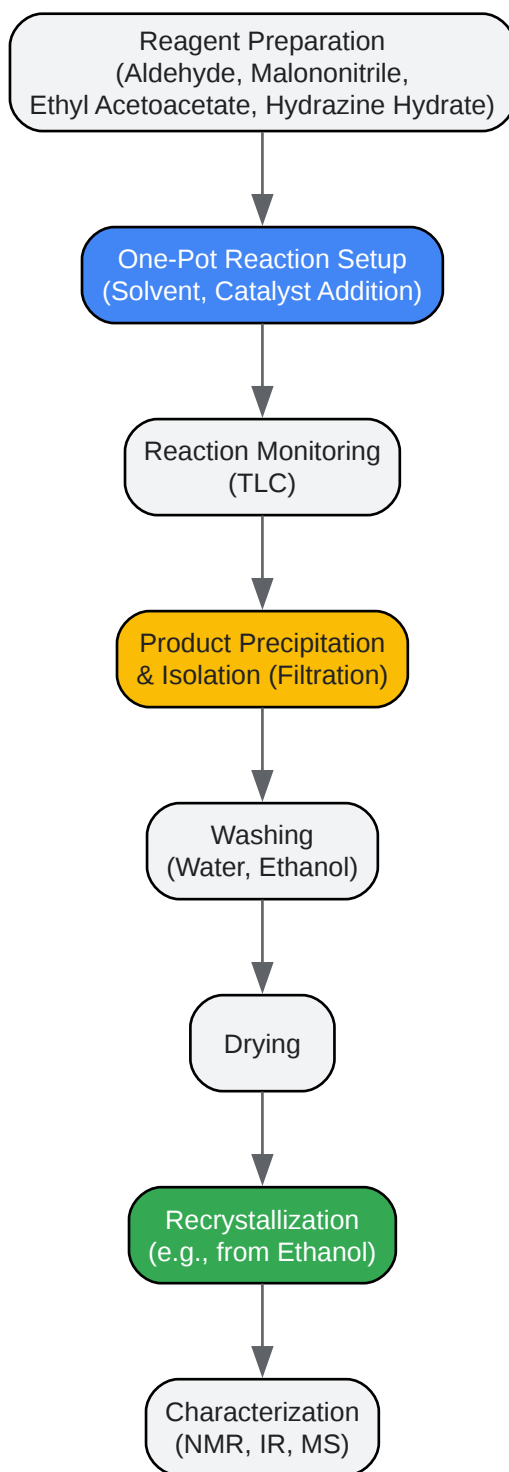 Reagent Preparation
(Aldehyde, Malononitrile,
Ethyl Acetoacetate, Hydrazine Hydrate)
One-Pot Reaction Setup
(Solvent, Catalyst Addition)
Reaction Monitoring
(TLC)
Product Precipitation
& Isolation (Filtration)
Washing
(Water, Ethanol)
Drying
Recrystallization
(e.g., from Ethanol)
Characterization
(NMR, IR, MS)